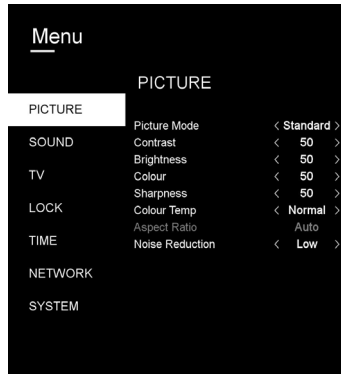 Menu
PICTURE
PICTURE
SOUND
TV
LOCK
TIME
NETWORK
SYSTEM
Picture Mode < Standard >
Contrast < 50 >
Brightness < 50 >
Colour < 50 >
Sharpness < 50 >
Colour Temp < Normal >
Aspect Ratio Auto
Noise Reduction < Low >